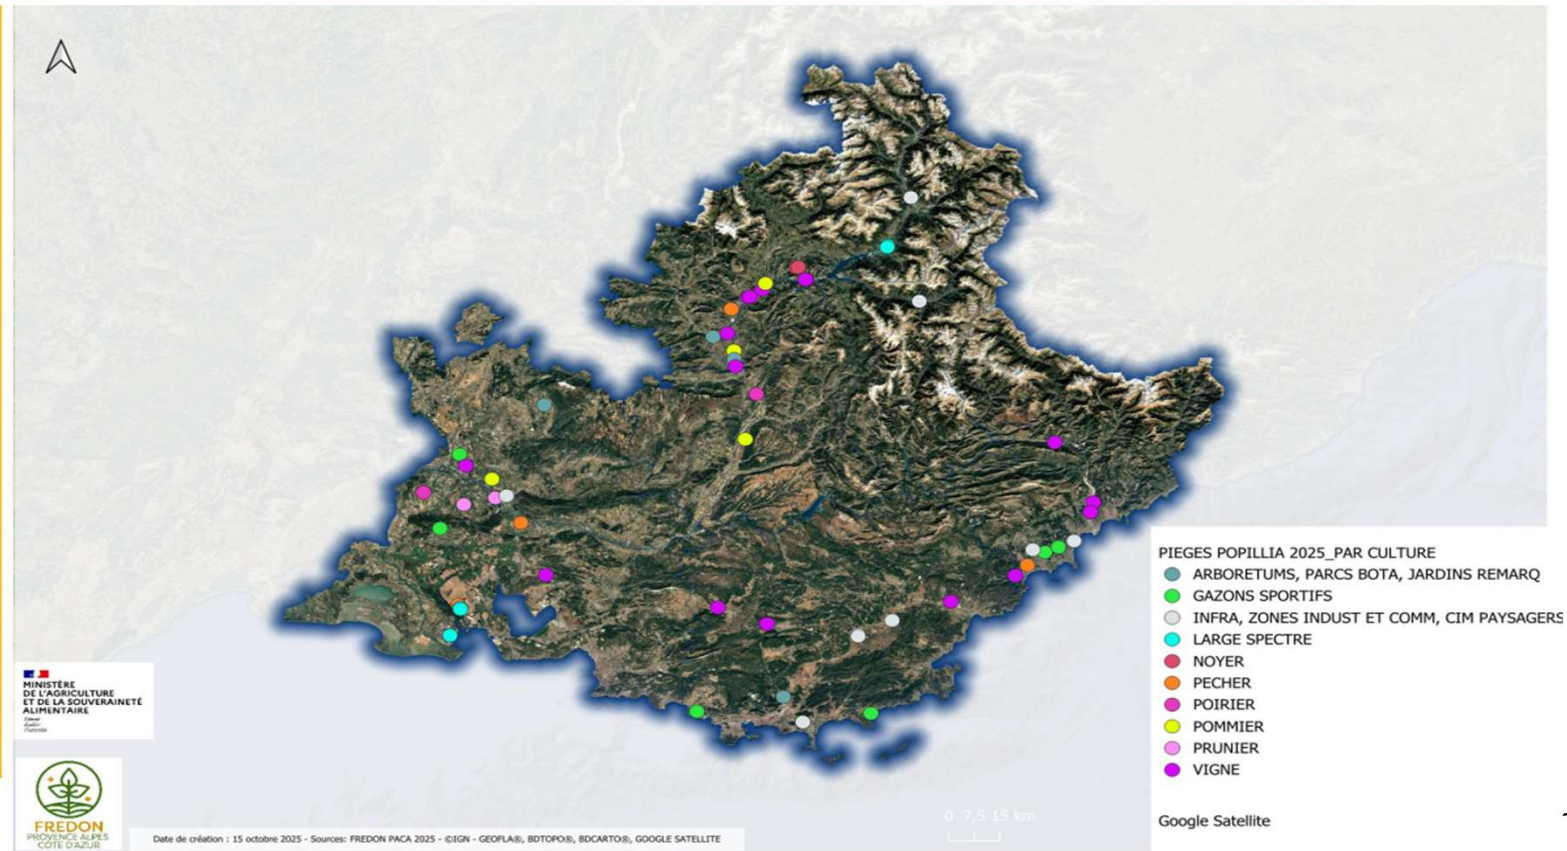 PIEGES POPILLIA 2025_PAR CULTURE
ARBORETUMS, PARCS BOTA, JARDINS REMARQ
GAZONS SPORTIFS
INFRA, ZONES INDUST ET COMM, CIM PAYSAGERS
LARGE SPECTRE
NOYER
PECHER
POIRIER
POMMIER
PRUNIER
VIGNE
Google Satellite
MINISTÈRE
DE L'AGRICULTURE
ET DE LA SOUVERAINETÉ
ALIMENTAIRE
Liberté
Égalité
Fraternité
FREDON
PROVENCE ALPES
CÔTE D'AZUR
Date de création : 15 octobre 2025 - Sources: FREDON PACA 2025 - ©IGN - GEOFLA®, BDTOPO®, BDCARTO®, GOOGLE SATELLITE
0 7,5 15 km